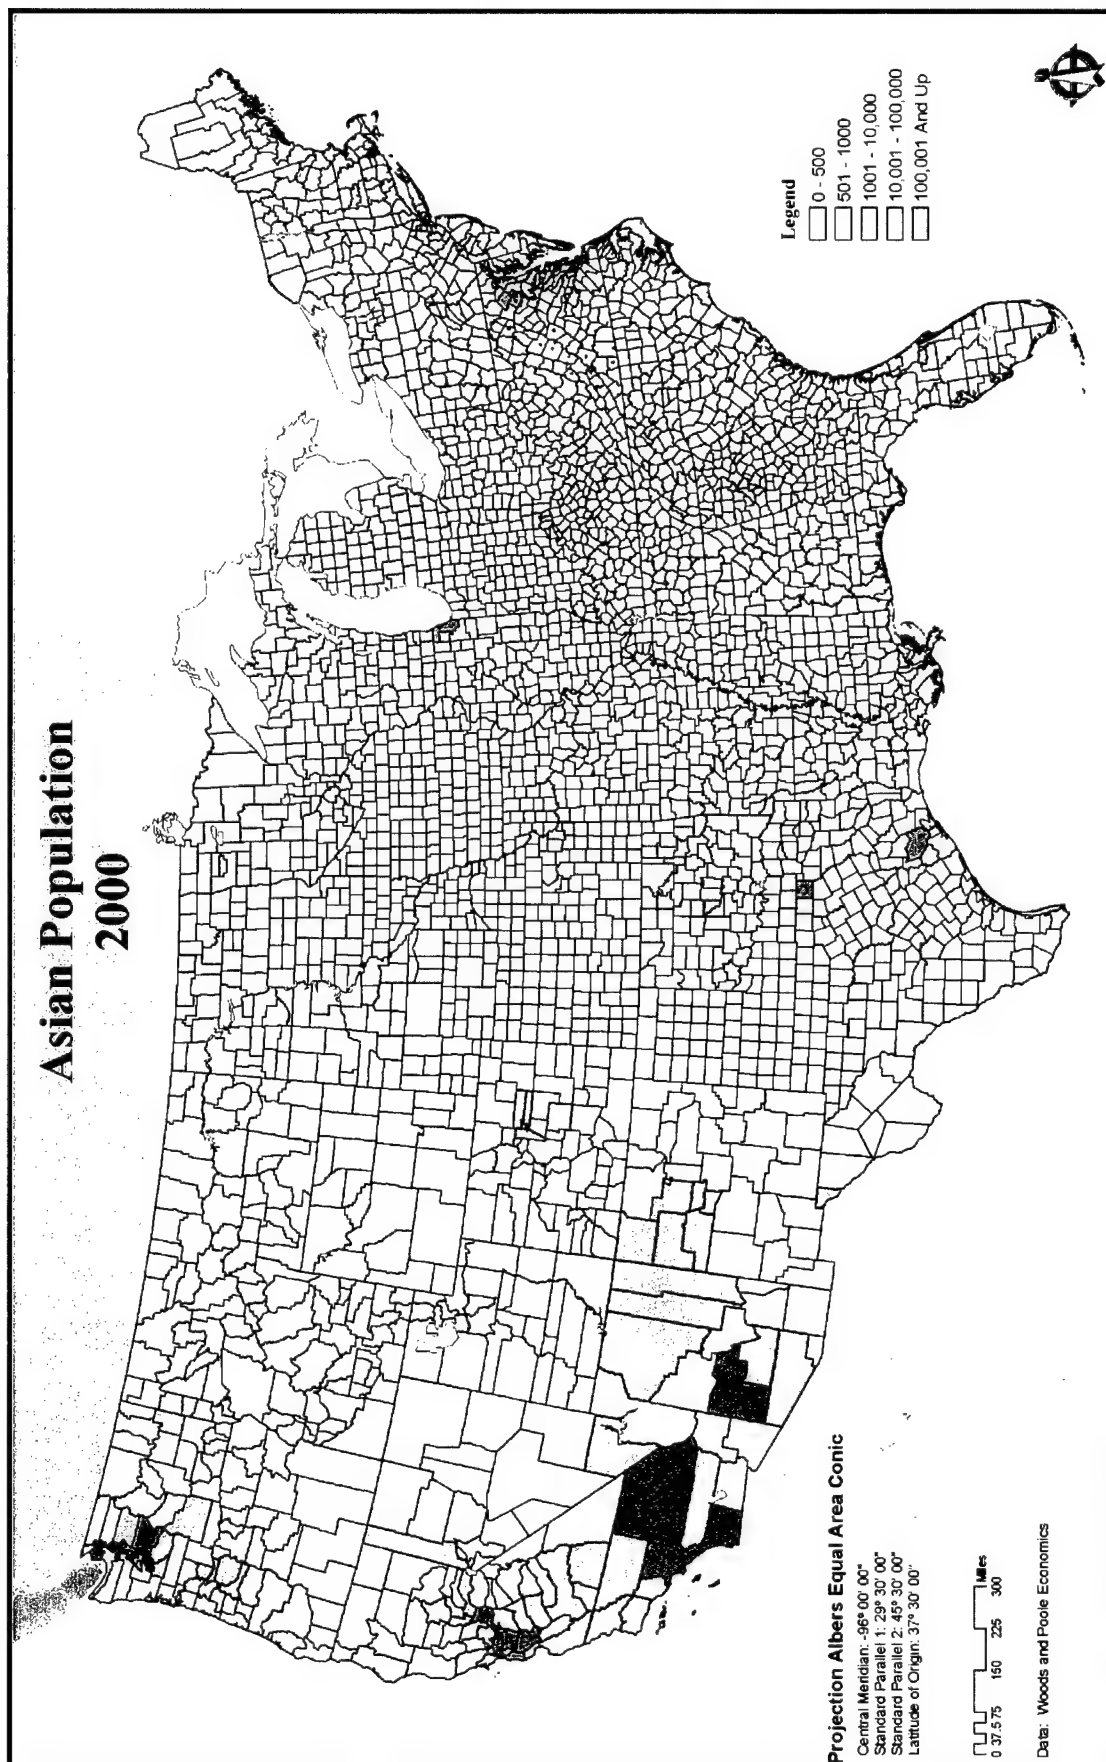 Asian Population
2000
Legend
0 - 500
501 - 1000
1001 - 10,000
10,001 - 100,000
100,001 And Up
Projection Albers Equal Area Conic
Central Meridian: -96° 00' 00"
Standard Parallel 1: 29° 30' 00"
Standard Parallel 2: 45° 30' 00"
Latitude of Origin: 37° 30' 00"
Miles
0 37.5 75 150 225 300
Data: Woods and Poole Economics